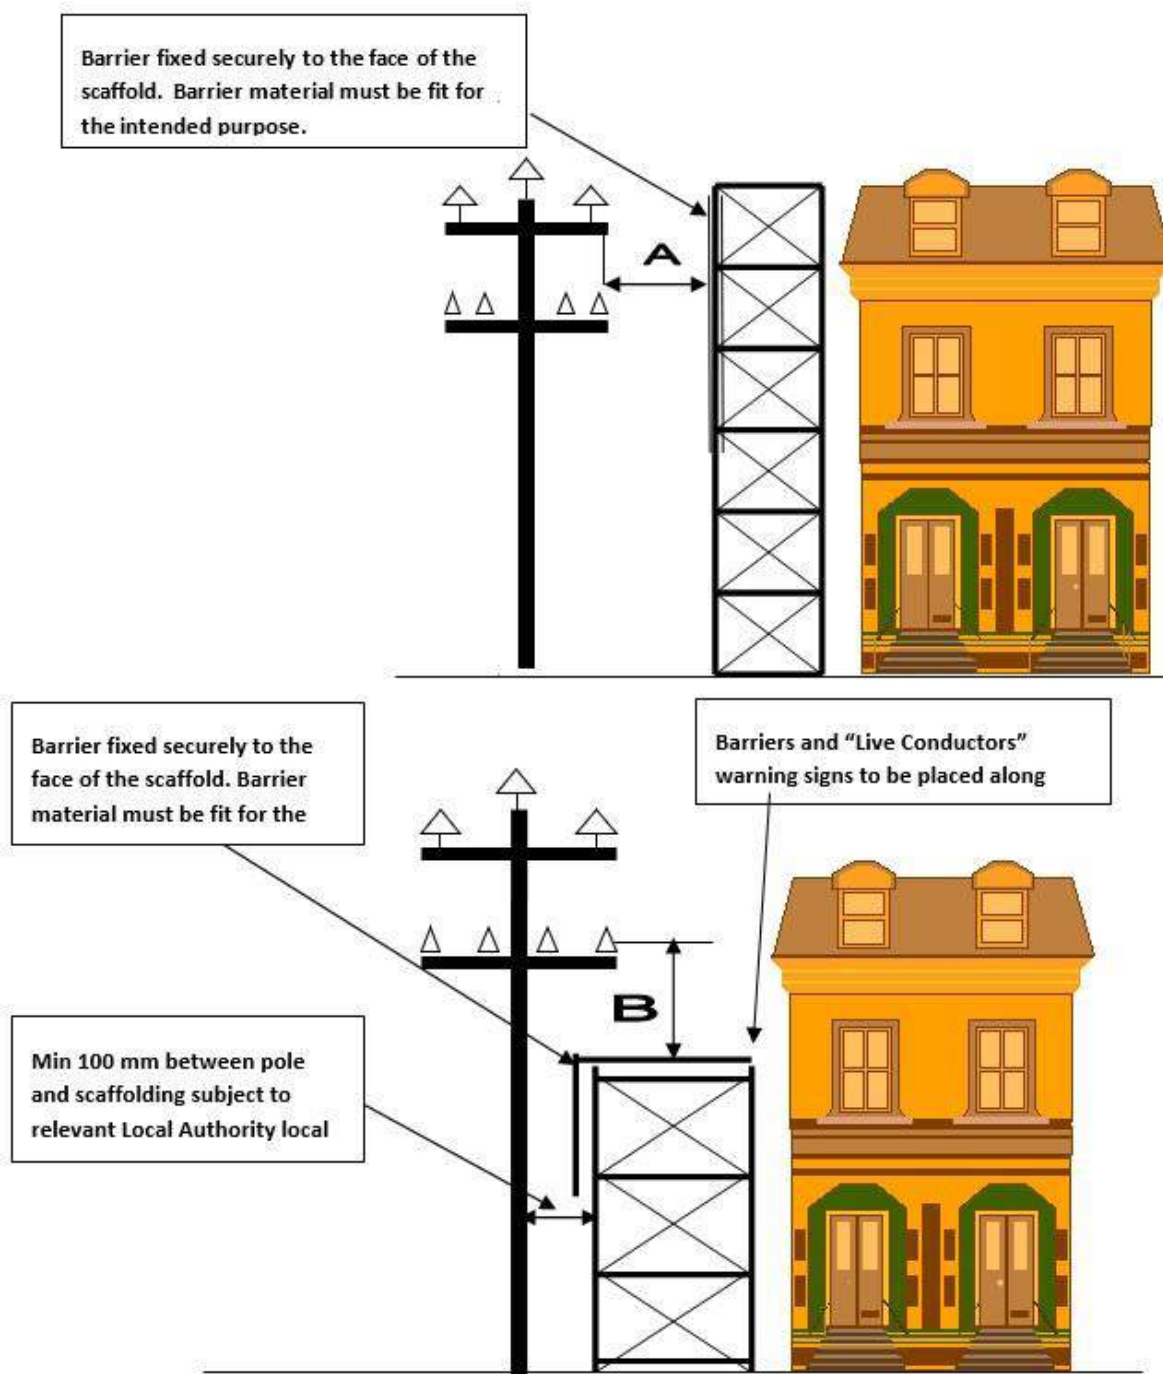 Barrier fixed securely to the face of the
scaffold. Barrier material must be fit for
the intended purpose.
A
Barrier fixed securely to the
face of the scaffold. Barrier
material must be fit for the
Barriers and “Live Conductors”
warning signs to be placed along
B
Min 100 mm between pole
and scaffolding subject to
relevant Local Authority local